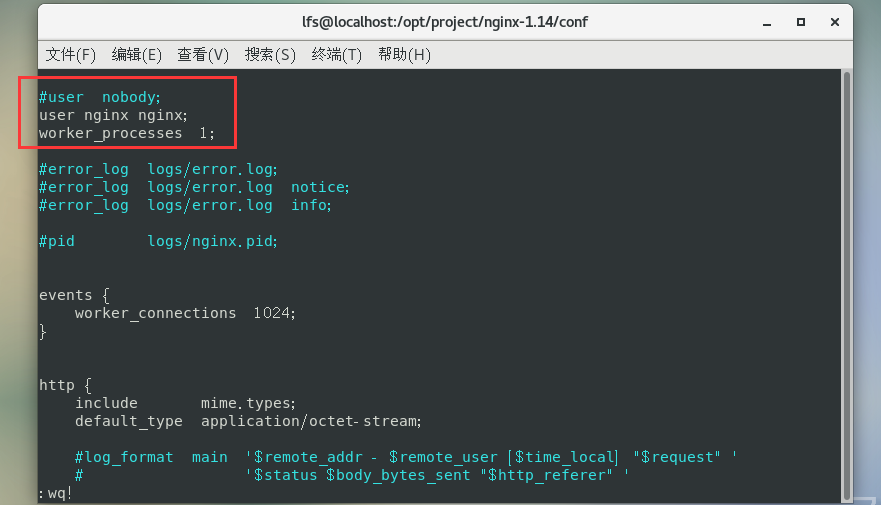 lfs@localhost:/opt/project/nginx-1.14/conf
文件(F) 编辑(E) 查看(V) 搜索(S) 终端(T) 帮助(H)
#user  nobody;
user nginx nginx;
worker_processes  1;
#error_log  logs/error.log;
#error_log  logs/error.log  notice;
#error_log  logs/error.log  info;
#pid        logs/nginx.pid;
events {
    worker_connections  1024;
}
http {
    include       mime.types;
    default_type  application/octet-stream;
    #log_format  main  '$remote_addr - $remote_user [$time_local] "$request" '
    #                  '$status $body_bytes_sent "$http_referer" '
:wq!